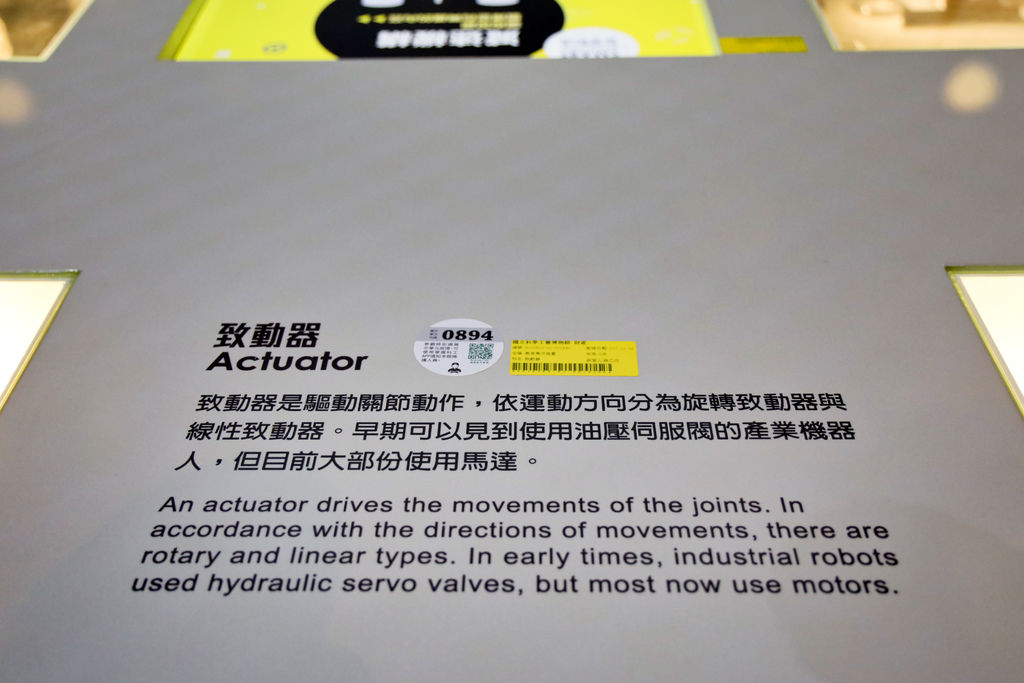 致動器
Actuator
0894
致動器是驅動關節動作，依運動方向分為旋轉致動器與
線性致動器。早期可以見到使用油壓伺服閥的產業機器
人，但目前大部份使用馬達。
An actuator drives the movements of the joints. In
accordance with the directions of movements, there are
rotary and linear types. In early times, industrial robots
used hydraulic servo valves, but most now use motors.